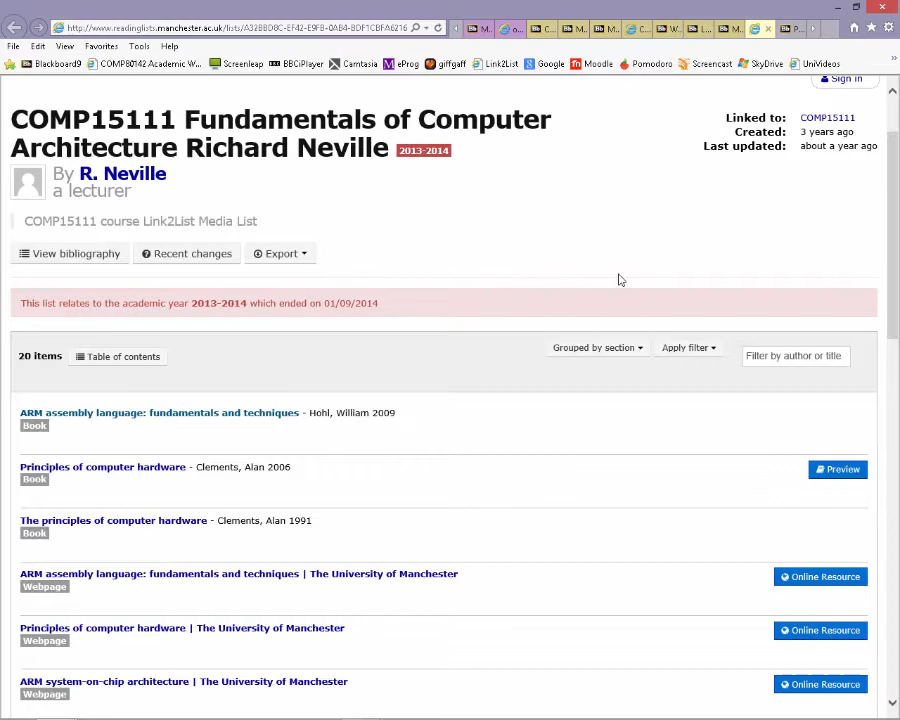 http://www.readinglists.manchester.ac.uk/lists/A32BBD8C-EF42-E9FB-0AB4-BDF1CBFA6216
M... o... C... M... M... C... W... L... M... P...
File Edit View Favorites Tools Help
Blackboard9 COMP80142 Academic W... Screenleap BBCiPlayer Camtasia eProg giffgaff Link2List Google Moodle Pomodoro Screencast SkyDrive UniVideos
Sign in
COMP15111 Fundamentals of Computer
Architecture Richard Neville 2013-2014
Linked to: COMP15111
Created: 3 years ago
Last updated: about a year ago
By R. Neville
a lecturer
COMP15111 course Link2List Media List
View bibliography Recent changes Export
This list relates to the academic year 2013-2014 which ended on 01/09/2014
20 items Table of contents Grouped by section Apply filter Filter by author or title
ARM assembly language: fundamentals and techniques - Hohl, William 2009
Book
Principles of computer hardware - Clements, Alan 2006
Preview
Book
The principles of computer hardware - Clements, Alan 1991
Book
ARM assembly language: fundamentals and techniques | The University of Manchester
Online Resource
Webpage
Principles of computer hardware | The University of Manchester
Online Resource
Webpage
ARM system-on-chip architecture | The University of Manchester
Online Resource
Webpage